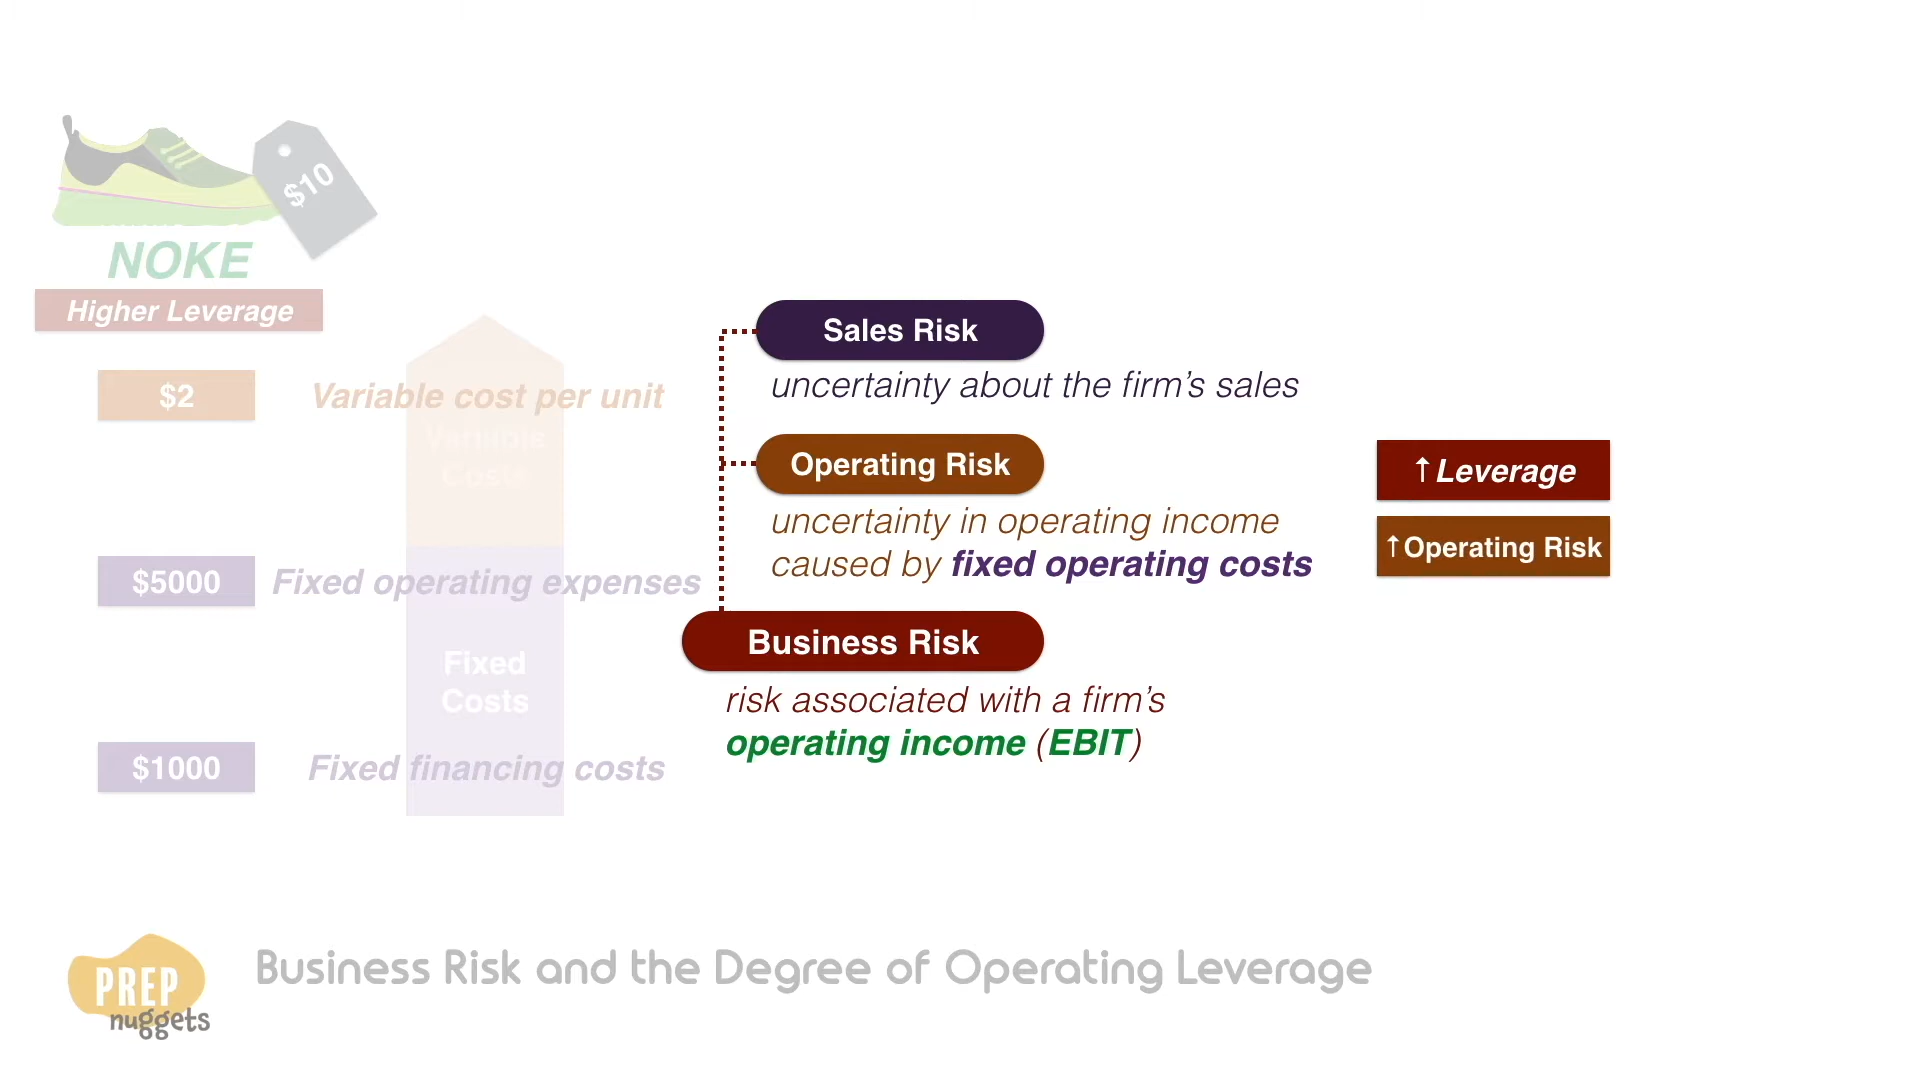 $10
NOKE
Higher Leverage
$2
Variable cost per unit
Variable
Costs
$5000
Fixed operating expenses
Fixed
Costs
$1000
Fixed financing costs
Sales Risk
uncertainty about the firm's sales
Operating Risk
uncertainty in operating income
caused by fixed operating costs
Business Risk
risk associated with a firm's
operating income (EBIT)
↑Leverage
↑Operating Risk
PREP
nuggets
Business Risk and the Degree of Operating Leverage